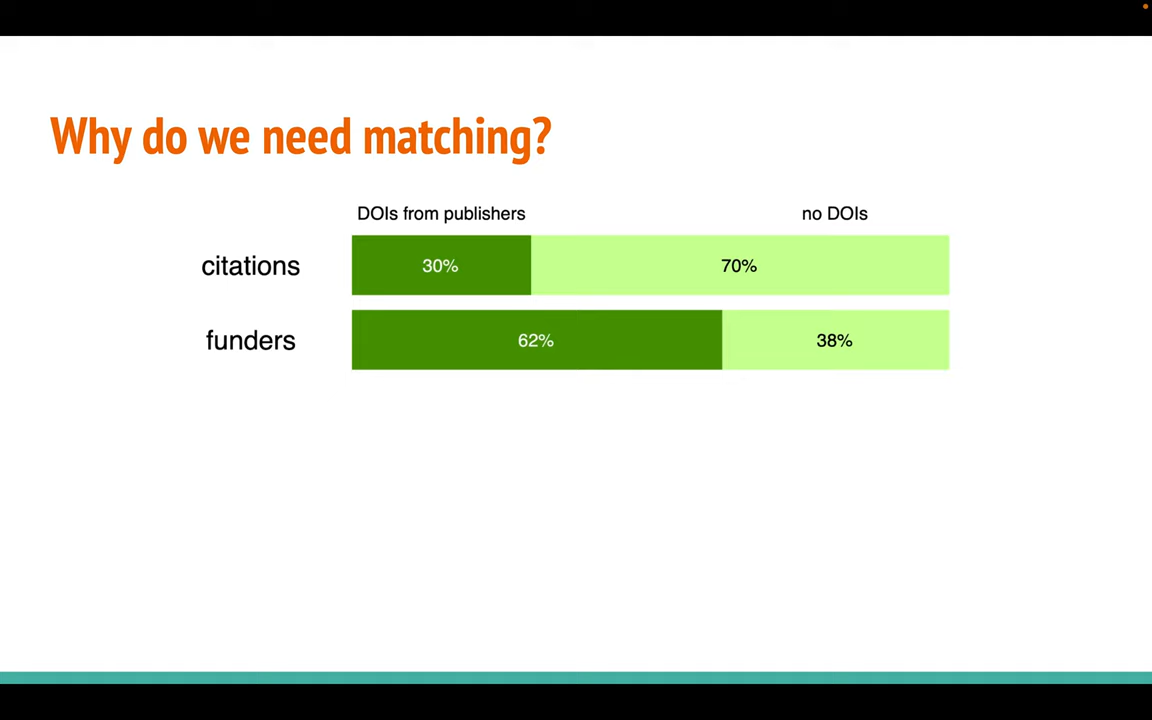 Why do we need matching?
DOIs from publishers no DOIs
citations 30% 70%
funders 62% 38%